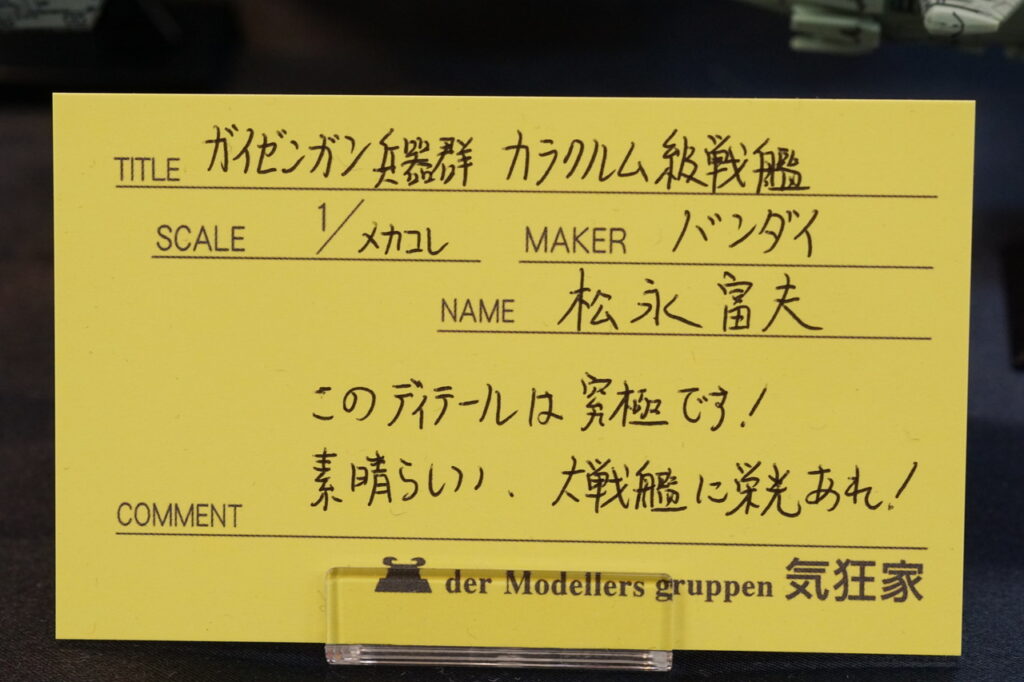 TITLE ガイゼンガン兵器群 カラクルム級戦艦
SCALE 1/メカコレ MAKER バンダイ
NAME 松永富夫
このディテールは究極です!
素晴らしい、大戦艦に栄光あれ!
COMMENT
der Modellers gruppen 気狂家